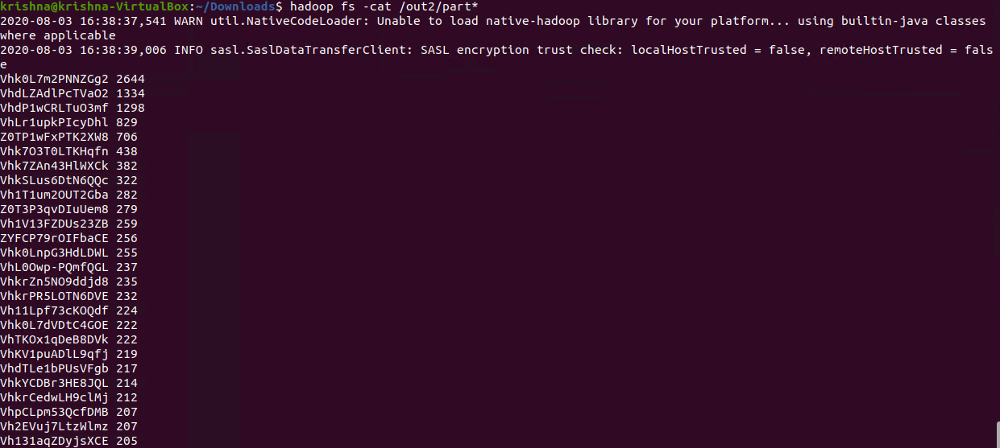 krishna@krishna-VirtualBox:~/Downloads$ hadoop fs -cat /out2/part*
2020-08-03 16:38:37,541 WARN util.NativeCodeLoader: Unable to load native-hadoop library for your platform... using builtin-java classes
where applicable
2020-08-03 16:38:39,006 INFO sasl.SaslDataTransferClient: SASL encryption trust check: localHostTrusted = false, remoteHostTrusted = fals
e
Vhk0L7m2PNNZGg2 2644
VhdLZAdlPcTVaO2 1334
VhdP1wCRLTuO3mf 1298
VhLr1upkPIcyDhl 829
Z0TP1wFxPTK2XW8 706
Vhk7O3T0LTKHqfn 438
Vhk7ZAn43HlWXCk 382
VhkSLus6DtN6QQc 322
Vh1T1um2OUT2Gba 282
Z0T3P3qvDIuUem8 279
Vh1V13FZDUs23ZB 259
ZYFCP79rOIFbaCE 256
Vhk0LnpG3HdLDWL 255
VhL0Owp-PQmfQGL 237
VhkrZn5NO9ddjd8 235
VhkrPR5LOTN6DVE 232
Vh11Lpf73cKOQdf 224
Vhk0L7dVDtC4GOE 222
VhTKOx1qDeB8DVk 222
VhKV1puADlL9qfj 219
VhdTLe1bPUsVFgb 217
VhkYCDBr3HE8JQL 214
VhkrCedwLH9clMj 212
VhpCLpm53QcfDMB 207
Vh2EVuj7LtzWlmz 207
Vh131aqZDyjsXCE 205